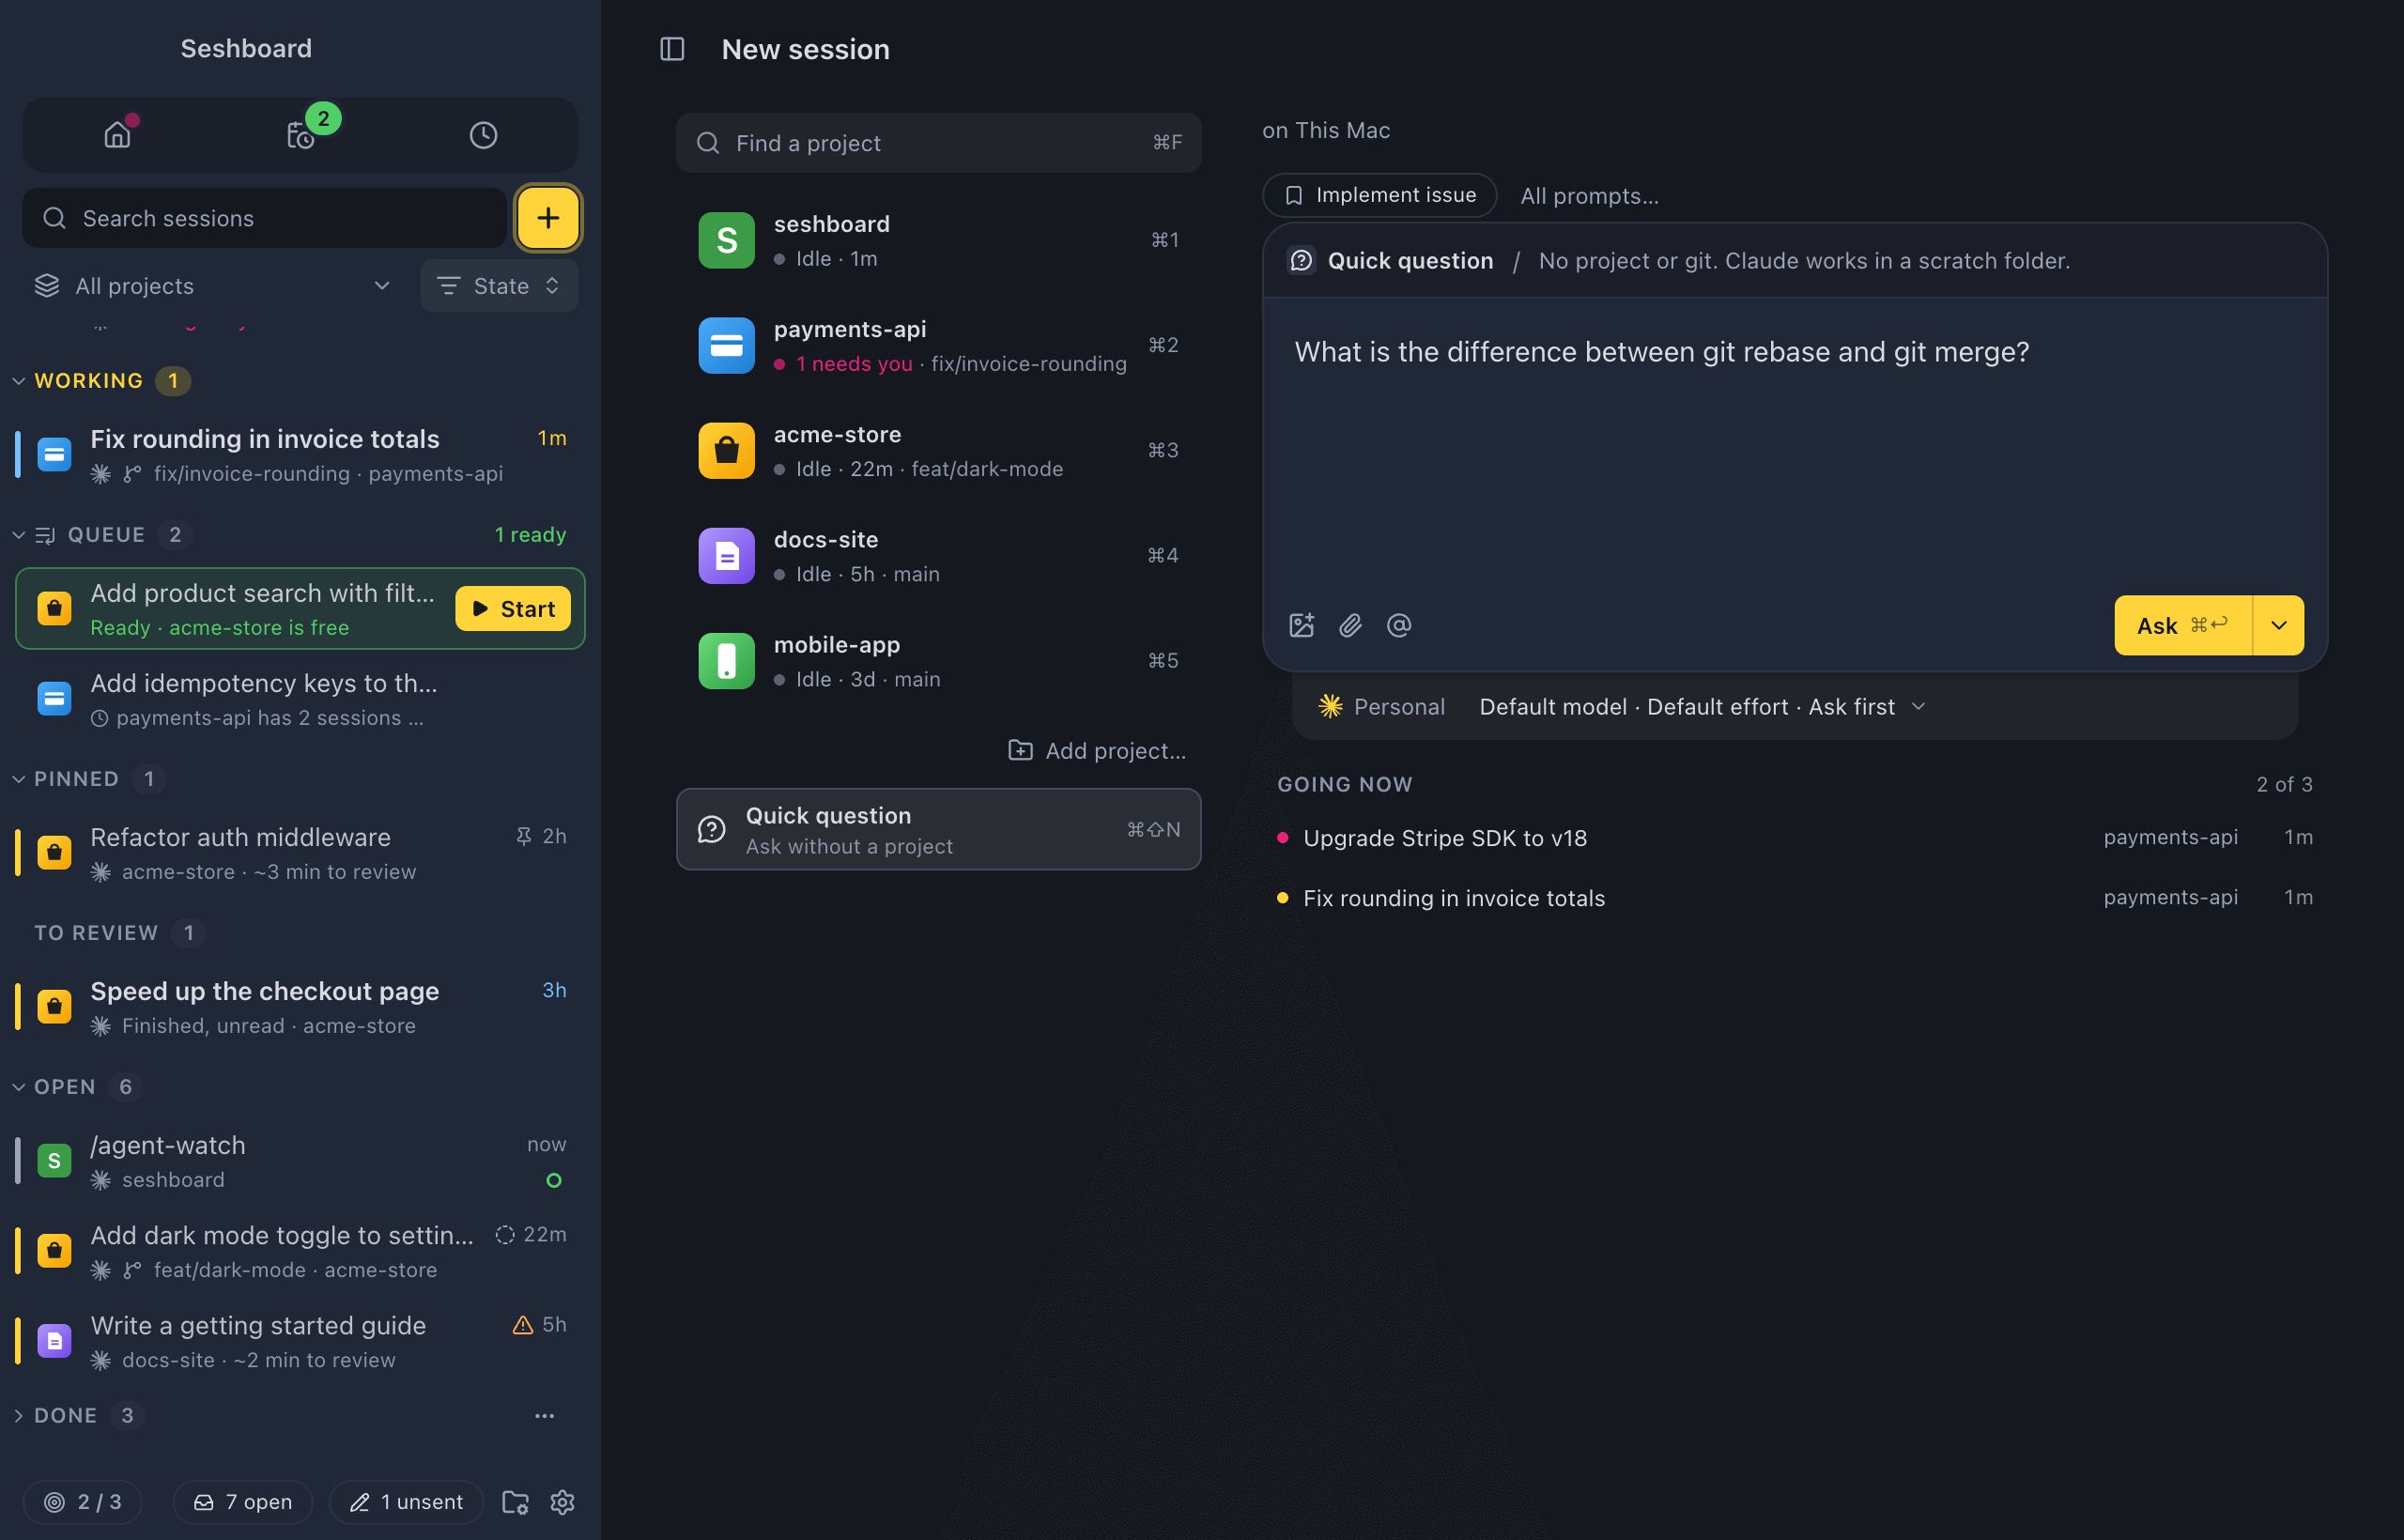 Seshboard
2
Search sessions
All projects
State
WORKING 1
Fix rounding in invoice totals 1m
fix/invoice-rounding · payments-api
QUEUE 2 1 ready
Add product search with filt...
Ready · acme-store is free
Start
Add idempotency keys to th...
payments-api has 2 sessions ...
PINNED 1
Refactor auth middleware 2h
acme-store · ~3 min to review
TO REVIEW 1
Speed up the checkout page 3h
Finished, unread · acme-store
OPEN 6
S
/agent-watch now
seshboard
Add dark mode toggle to settin... 22m
feat/dark-mode · acme-store
Write a getting started guide 5h
docs-site · ~2 min to review
DONE 3
2 / 3
7 open
1 unsent
New session
Find a project ⌘F
S
seshboard ⌘1
Idle · 1m
payments-api ⌘2
1 needs you · fix/invoice-rounding
acme-store ⌘3
Idle · 22m · feat/dark-mode
docs-site ⌘4
Idle · 5h · main
mobile-app ⌘5
Idle · 3d · main
Add project...
Quick question ⌘⇧N
Ask without a project
on This Mac
Implement issue
All prompts...
Quick question / No project or git. Claude works in a scratch folder.
What is the difference between git rebase and git merge?
Ask ⌘↩
Personal Default model · Default effort · Ask first
GOING NOW 2 of 3
Upgrade Stripe SDK to v18 payments-api 1m
Fix rounding in invoice totals payments-api 1m